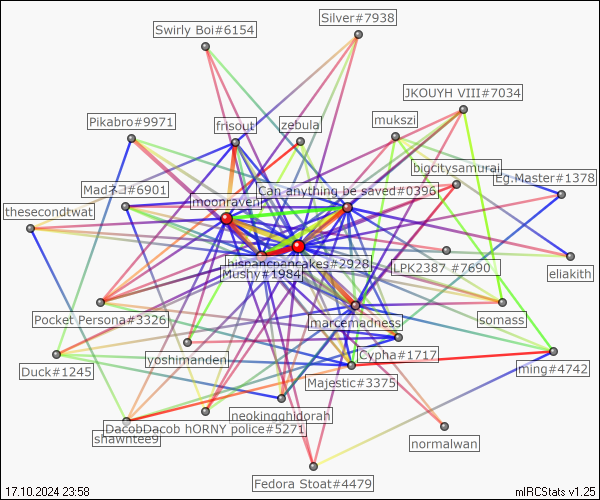 Silver#7938
Swirly Boi#6154
JKOUYH VIII#7034
Pikabro#9971
frisout
zebula
mukszi
bigcitysamurai
Eg.Master#1378
Madネコ#6901
Can anything be saved#0396
moonraven
thesecondtwat
hispanicpancakes#2928
LPK2387 #7690
eliakith
Mushy#1984
Pocket Persona#3326
marcemadness
somass
yoshimanden
Cypha#1717
Duck#1245
Majestic#3375
ming#4742
neokingghidorah
DacobDacob hORNY police#5271
shawntee9
normalwan
Fedora Stoat#4479
17.10.2024 23:58
mIRCStats v1.25